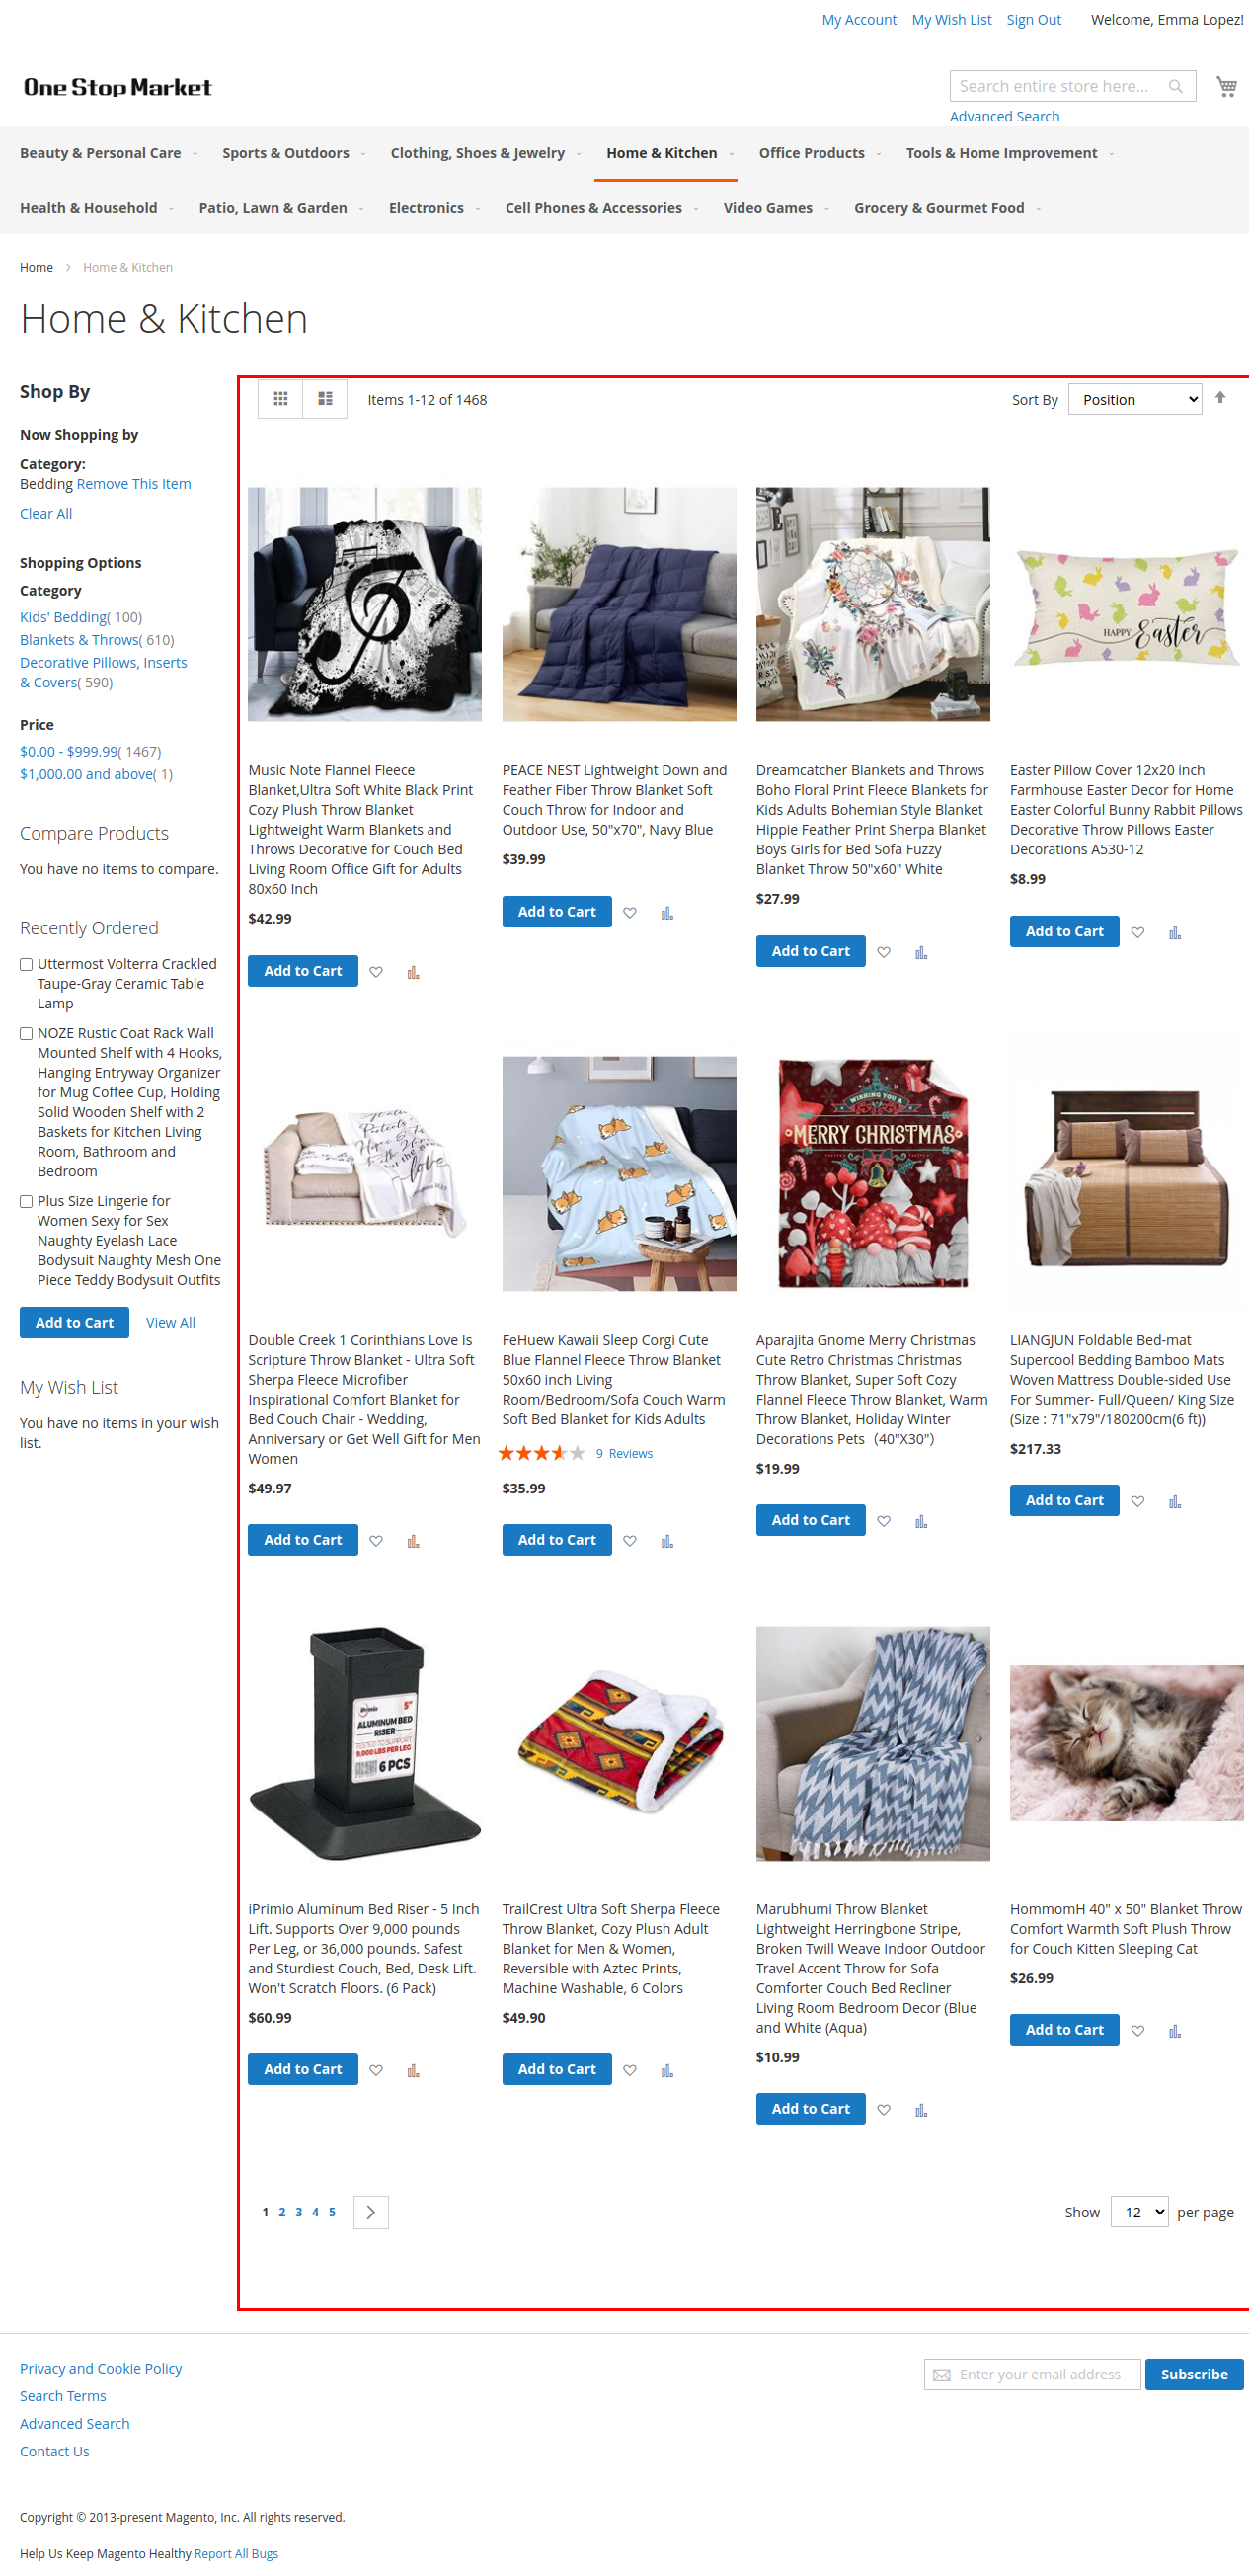 My Account My Wish List Sign Out Welcome, Emma Lopez!
One Stop Market
Search entire store here...
Advanced Search
Beauty & Personal Care Sports & Outdoors Clothing, Shoes & Jewelry Home & Kitchen Office Products Tools & Home Improvement
Health & Household Patio, Lawn & Garden Electronics Cell Phones & Accessories Video Games Grocery & Gourmet Food
Home Home & Kitchen
Home & Kitchen
Shop By
Now Shopping by
Category:
Bedding Remove This Item
Clear All
Shopping Options
Category
Kids' Bedding( 100)
Blankets & Throws( 610)
Decorative Pillows, Inserts
& Covers( 590)
Price
$0.00 - $999.99( 1467)
$1,000.00 and above( 1)
Compare Products
You have no items to compare.
Recently Ordered
Uttermost Volterra Crackled
Taupe-Gray Ceramic Table
Lamp
NOZE Rustic Coat Rack Wall
Mounted Shelf with 4 Hooks,
Hanging Entryway Organizer
for Mug Coffee Cup, Holding
Solid Wooden Shelf with 2
Baskets for Kitchen Living
Room, Bathroom and
Bedroom
Plus Size Lingerie for
Women Sexy for Sex
Naughty Eyelash Lace
Bodysuit Naughty Mesh One
Piece Teddy Bodysuit Outfits
Add to Cart View All
My Wish List
You have no items in your wish
list.
Items 1-12 of 1468
Sort By Position
HAPPY Easter
Music Note Flannel Fleece
Blanket,Ultra Soft White Black Print
Cozy Plush Throw Blanket
Lightweight Warm Blankets and
Throws Decorative for Couch Bed
Living Room Office Gift for Adults
80x60 Inch
$42.99
Add to Cart
PEACE NEST Lightweight Down and
Feather Fiber Throw Blanket Soft
Couch Throw for Indoor and
Outdoor Use, 50"x70", Navy Blue
$39.99
Add to Cart
Dreamcatcher Blankets and Throws
Boho Floral Print Fleece Blankets for
Kids Adults Bohemian Style Blanket
Hippie Feather Print Sherpa Blanket
Boys Girls for Bed Sofa Fuzzy
Blanket Throw 50"x60" White
$27.99
Add to Cart
Easter Pillow Cover 12x20 inch
Farmhouse Easter Decor for Home
Easter Colorful Bunny Rabbit Pillows
Decorative Throw Pillows Easter
Decorations A530-12
$8.99
Add to Cart
WISHING YOU A
MERRY CHRISTMAS
Double Creek 1 Corinthians Love Is
Scripture Throw Blanket - Ultra Soft
Sherpa Fleece Microfiber
Inspirational Comfort Blanket for
Bed Couch Chair - Wedding,
Anniversary or Get Well Gift for Men
Women
$49.97
Add to Cart
FeHuew Kawaii Sleep Corgi Cute
Blue Flannel Fleece Throw Blanket
50x60 inch Living
Room/Bedroom/Sofa Couch Warm
Soft Bed Blanket for Kids Adults
9 Reviews
$35.99
Add to Cart
Aparajita Gnome Merry Christmas
Cute Retro Christmas Christmas
Throw Blanket, Super Soft Cozy
Flannel Fleece Throw Blanket, Warm
Throw Blanket, Holiday Winter
Decorations Pets（40"X30"）
$19.99
Add to Cart
LIANGJUN Foldable Bed-mat
Supercool Bedding Bamboo Mats
Woven Mattress Double-sided Use
For Summer- Full/Queen/ King Size
(Size : 71"x79"/180200cm(6 ft))
$217.33
Add to Cart
5"
ALUMINUM BED
RISER
TESTED TO SUPPORT
9,000 LBS PER LEG
6 PCS
iPrimio Aluminum Bed Riser - 5 Inch
Lift. Supports Over 9,000 pounds
Per Leg, or 36,000 pounds. Safest
and Sturdiest Couch, Bed, Desk Lift.
Won't Scratch Floors. (6 Pack)
$60.99
Add to Cart
TrailCrest Ultra Soft Sherpa Fleece
Throw Blanket, Cozy Plush Adult
Blanket for Men & Women,
Reversible with Aztec Prints,
Machine Washable, 6 Colors
$49.90
Add to Cart
Marubhumi Throw Blanket
Lightweight Herringbone Stripe,
Broken Twill Weave Indoor Outdoor
Travel Accent Throw for Sofa
Comforter Couch Bed Recliner
Living Room Bedroom Decor (Blue
and White (Aqua)
$10.99
Add to Cart
HommomH 40" x 50" Blanket Throw
Comfort Warmth Soft Plush Throw
for Couch Kitten Sleeping Cat
$26.99
Add to Cart
1 2 3 4 5
Show 12 per page
Privacy and Cookie Policy
Search Terms
Advanced Search
Contact Us
Enter your email address Subscribe
Copyright © 2013-present Magento, Inc. All rights reserved.
Help Us Keep Magento Healthy Report All Bugs